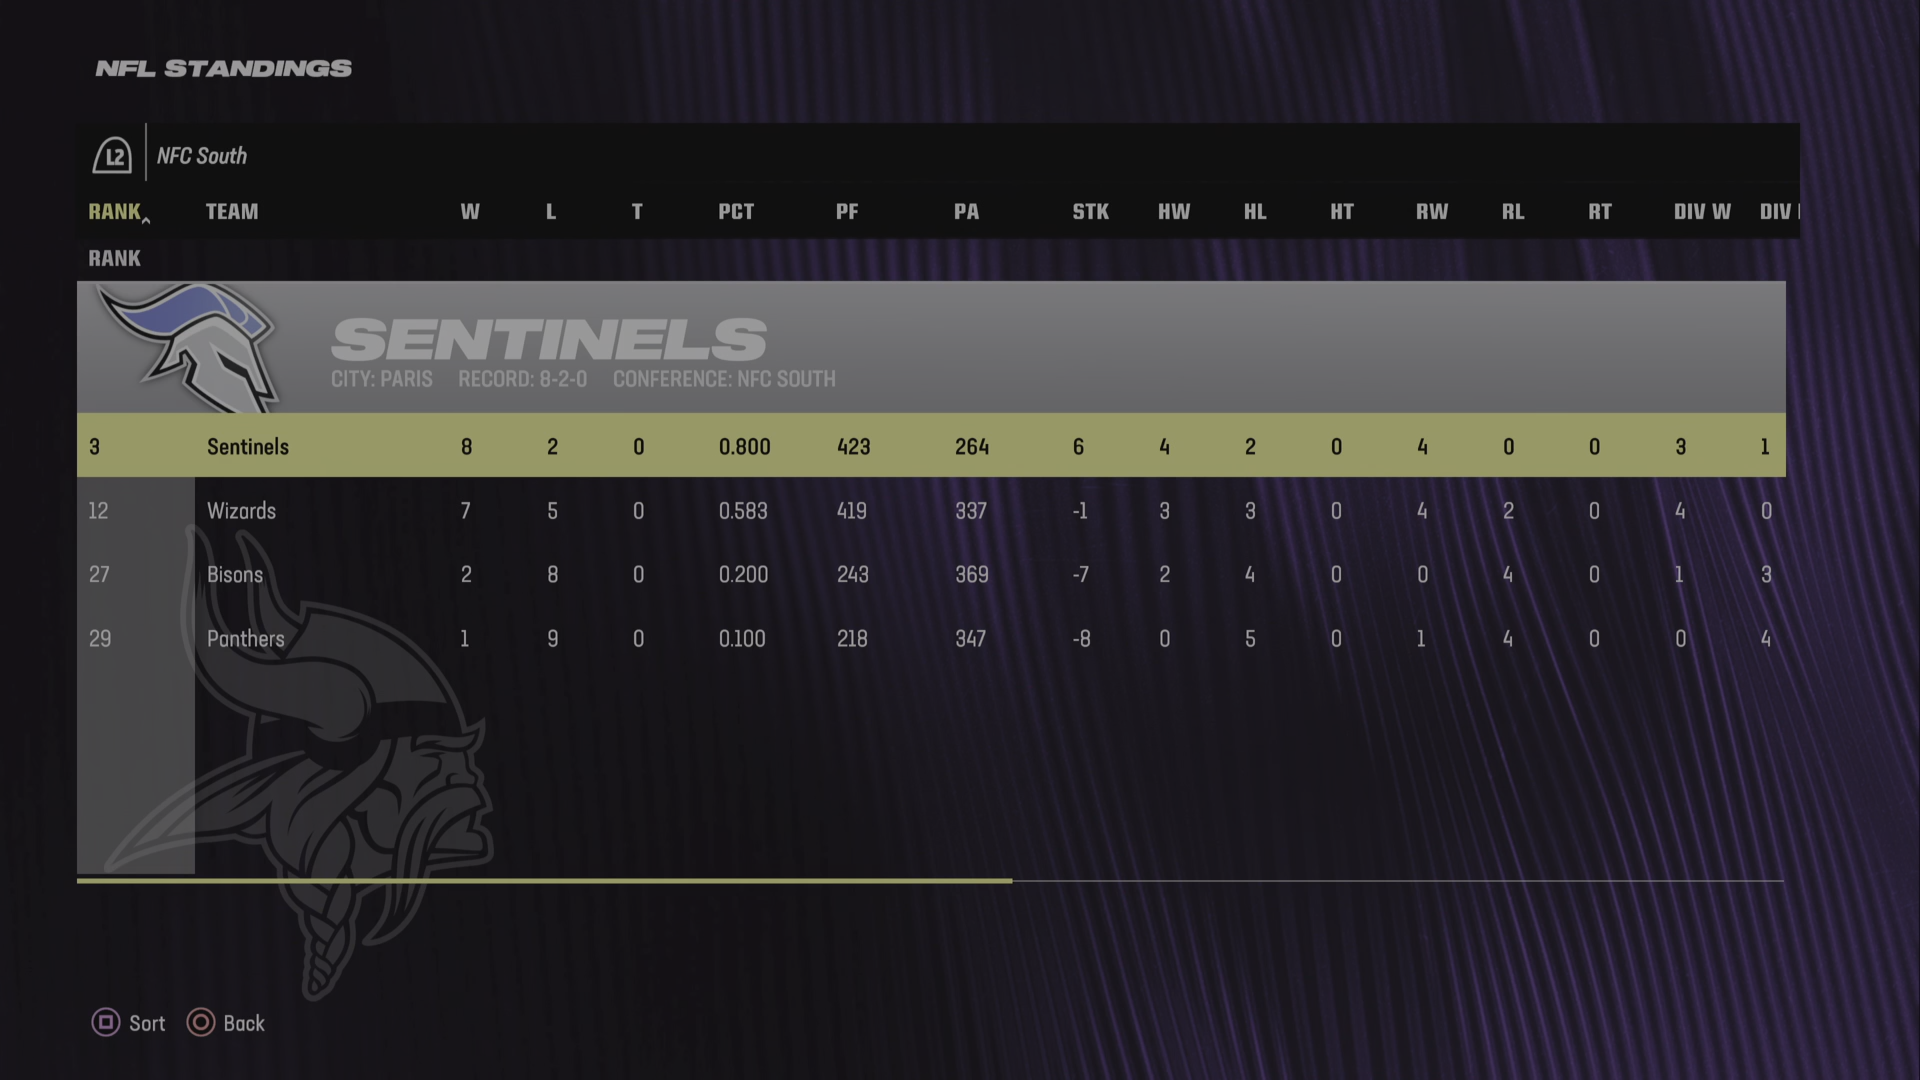 NFL STANDINGS
L2 NFC South
RANK TEAM W L T PCT PF PA STK HW HL HT RW RL RT DIV W DIV
RANK
SENTINELS
CITY: PARIS RECORD: 8-2-0 CONFERENCE: NFC SOUTH
3 Sentinels 8 2 0 0.800 423 264 6 4 2 0 4 0 0 3 1
12 Wizards 7 5 0 0.583 419 337 -1 3 3 0 4 2 0 4 0
27 Bisons 2 8 0 0.200 243 369 -7 2 4 0 0 4 0 1 3
29 Panthers 1 9 0 0.100 218 347 -8 0 5 0 1 4 0 0 4
Sort Back